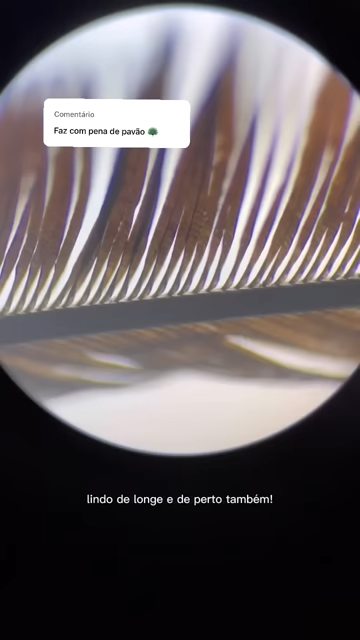 Comentário
Faz com pena de pavão 🦚
lindo de longe e de perto também!